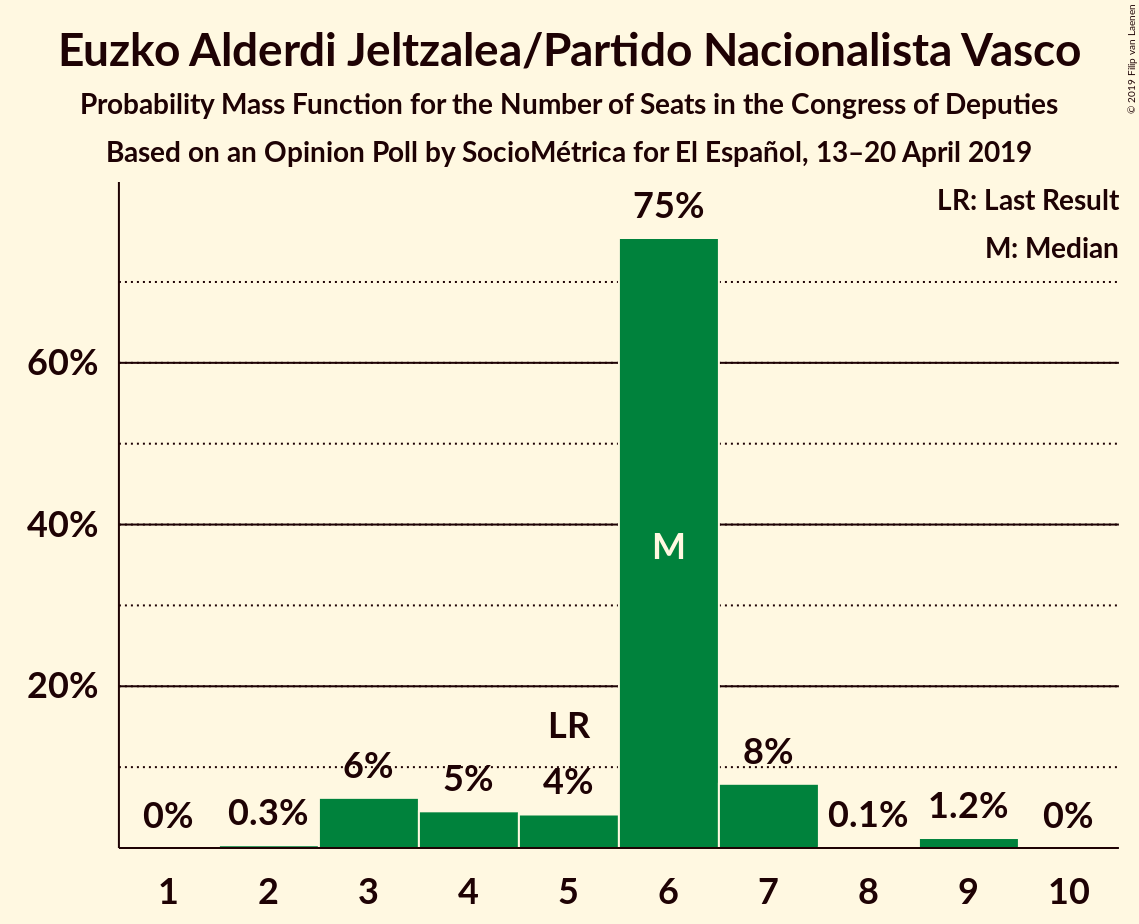 Euzko Alderdi Jeltzalea/Partido Nacionalista Vasco
Probability Mass Function for the Number of Seats in the Congress of Deputies
Based on an Opinion Poll by SocioMétrica for El Español, 13–20 April 2019
© 2019 Filip van Laenen
LR: Last Result
M: Median
75%
60%
40%
M
20%
LR
6%
5%
4%
8%
0%
0.3%
0.1%
1.2%
0%
1 2 3 4 5 6 7 8 9 10